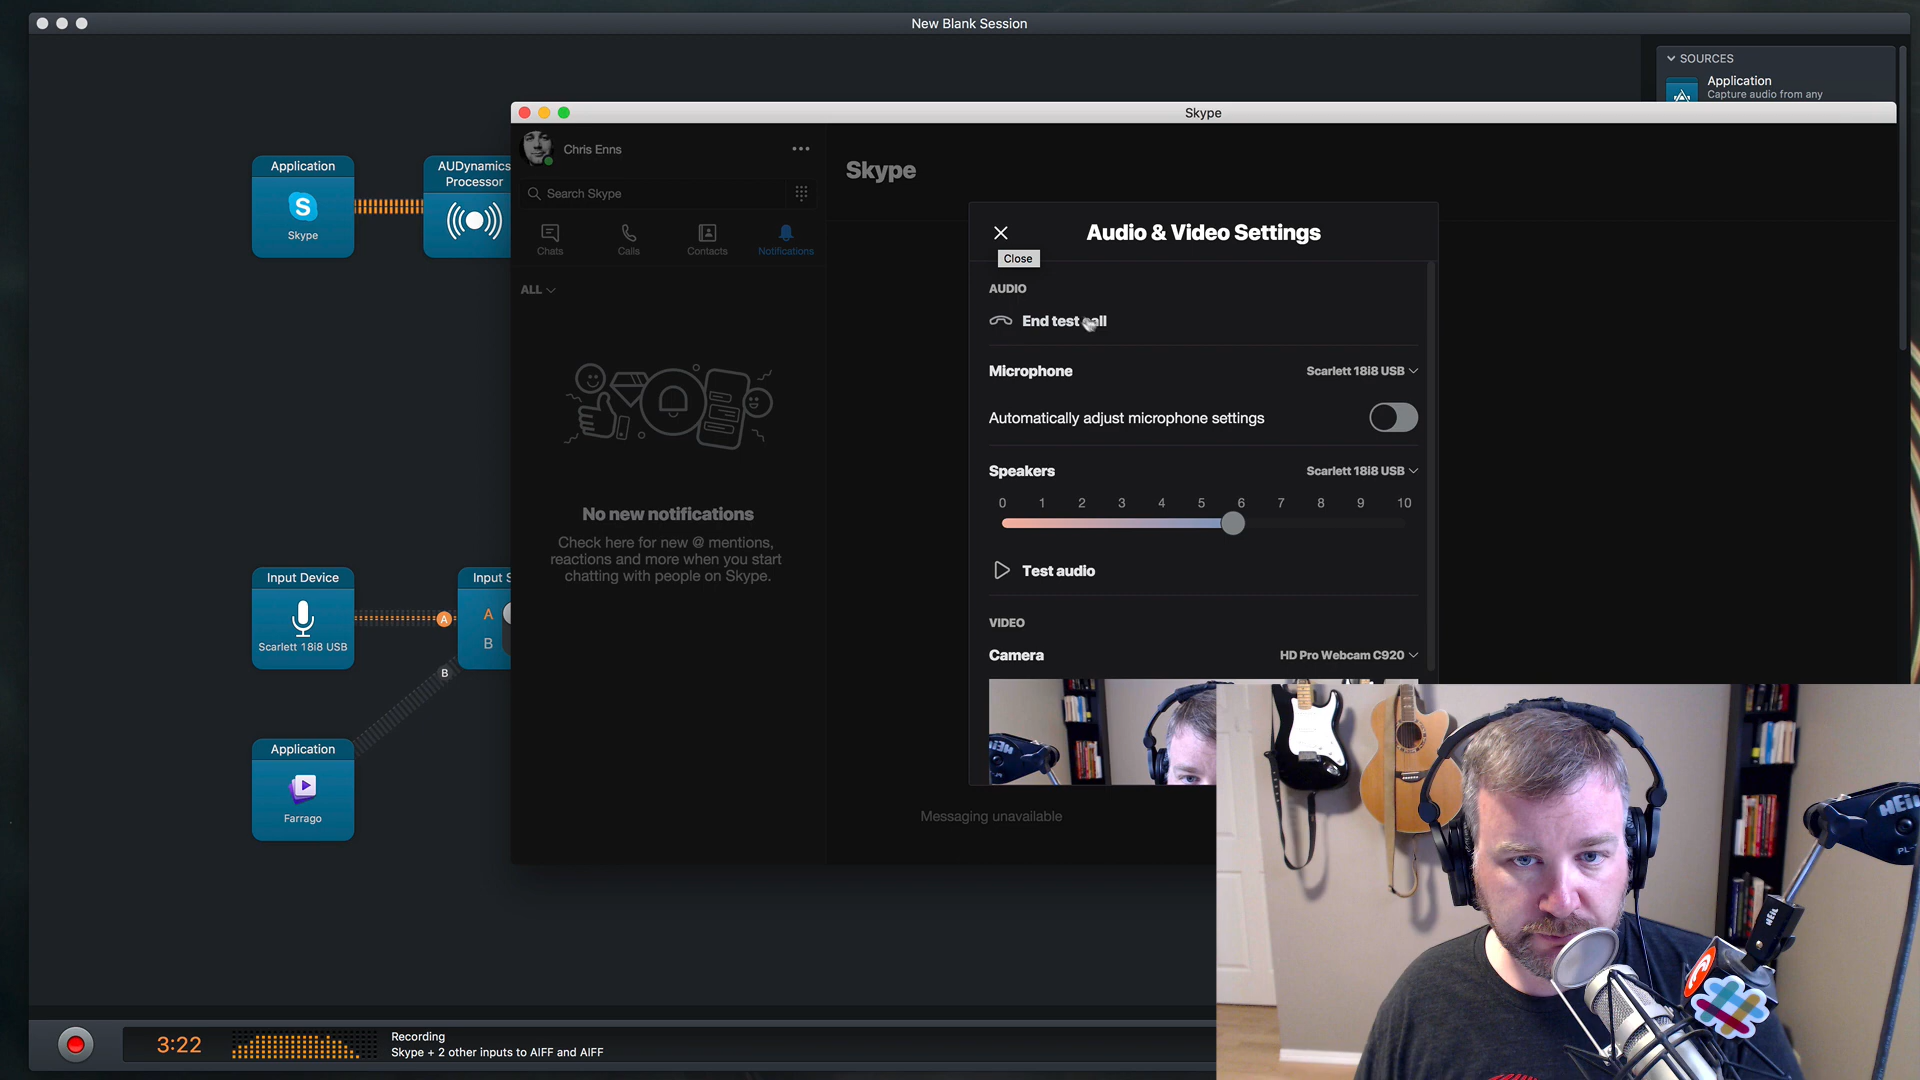 New Blank Session
SOURCES
Application
Capture audio from any
Skype
Chris Enns
Search Skype
Chats
Calls
Contacts
Notifications
ALL
No new notifications
Check here for new @ mentions,
reactions and more when you start
chatting with people on Skype.
Skype
Messaging unavailable
Audio & Video Settings
Close
AUDIO
End test call
Microphone
Scarlett 18i8 USB
Automatically adjust microphone settings
Speakers
Scarlett 18i8 USB
0 1 2 3 4 5 6 7 8 9 10
Test audio
VIDEO
Camera
HD Pro Webcam C920
Application
S
Skype
AUDynamics
Processor
Input Device
Scarlett 18i8 USB
A
B
Input S
A
B
Application
Farrago
3:22
Recording
Skype + 2 other inputs to AIFF and AIFF
HEIL
PL-
HEIL